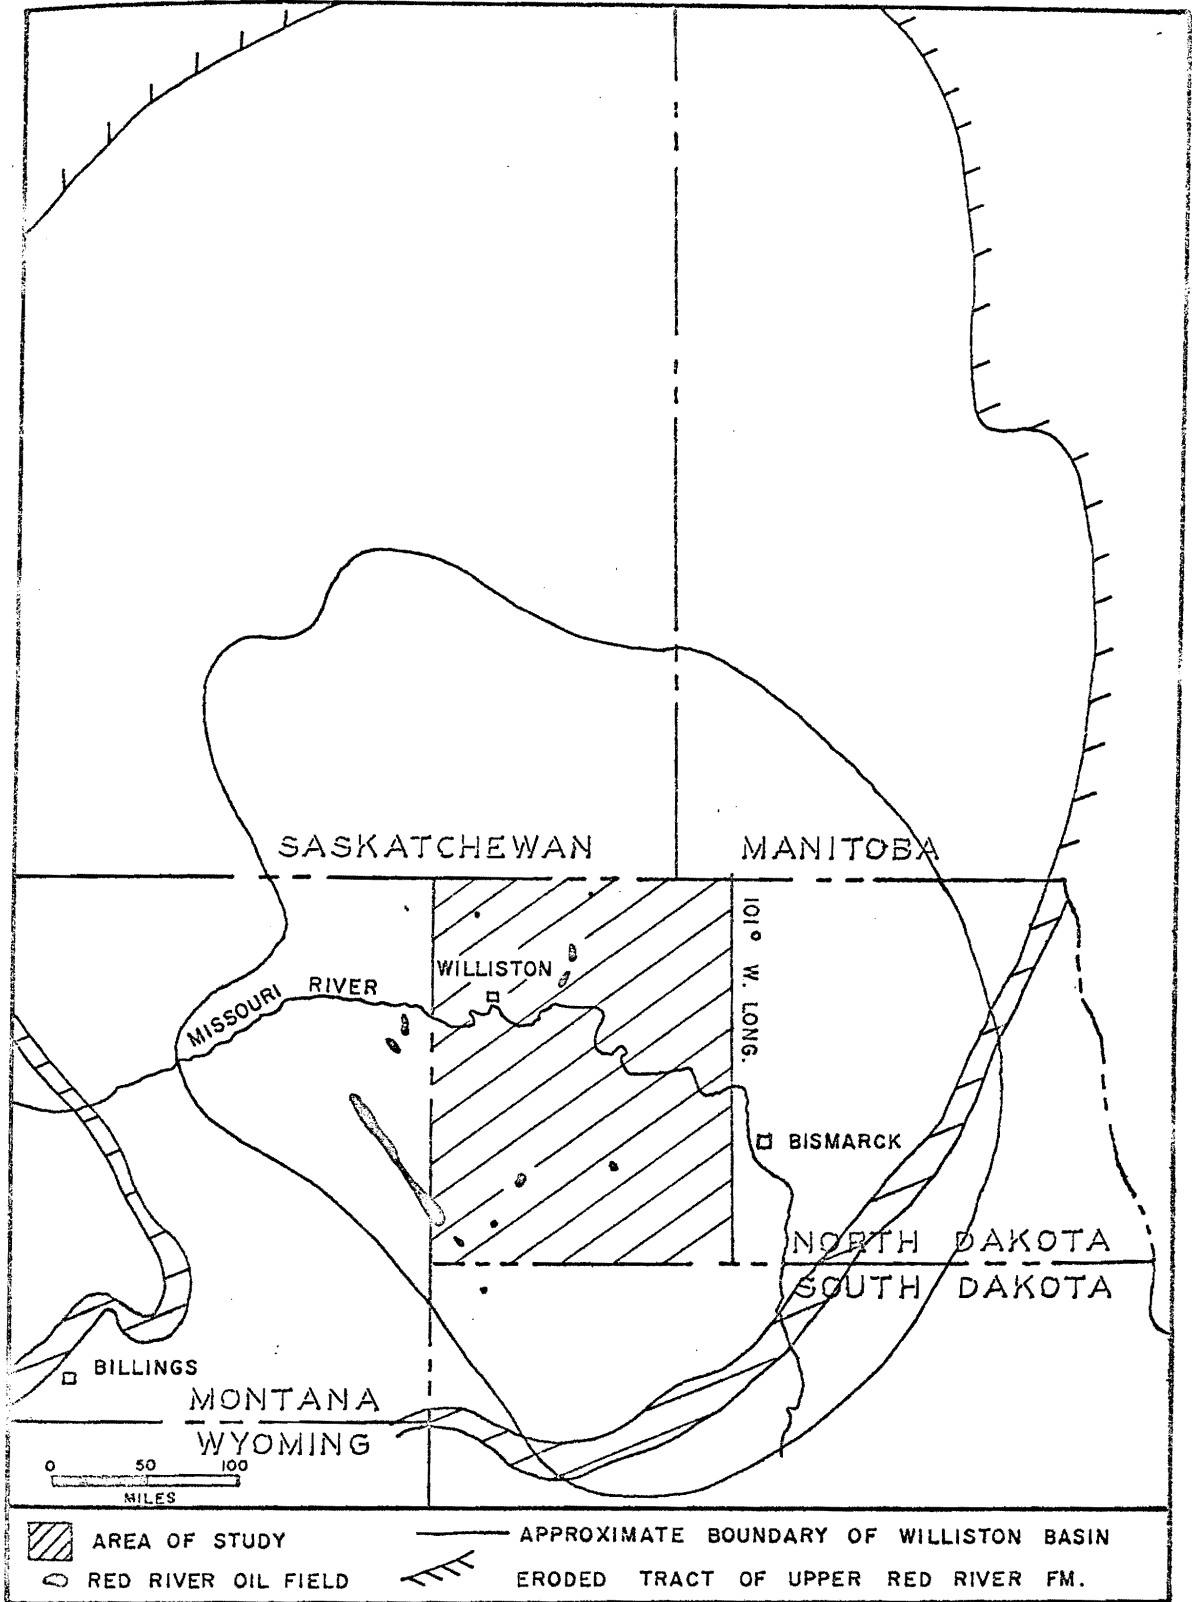 SASKATCHEWAN
MANITOBA
101° W. LONG.
WILLISTON
MISSOURI RIVER
BISMARCK
NORTH DAKOTA
SOUTH DAKOTA
BILLINGS
MONTANA
WYOMING
0 50 100
MILES
AREA OF STUDY
APPROXIMATE BOUNDARY OF WILLISTON BASIN
RED RIVER OIL FIELD
ERODED TRACT OF UPPER RED RIVER FM.